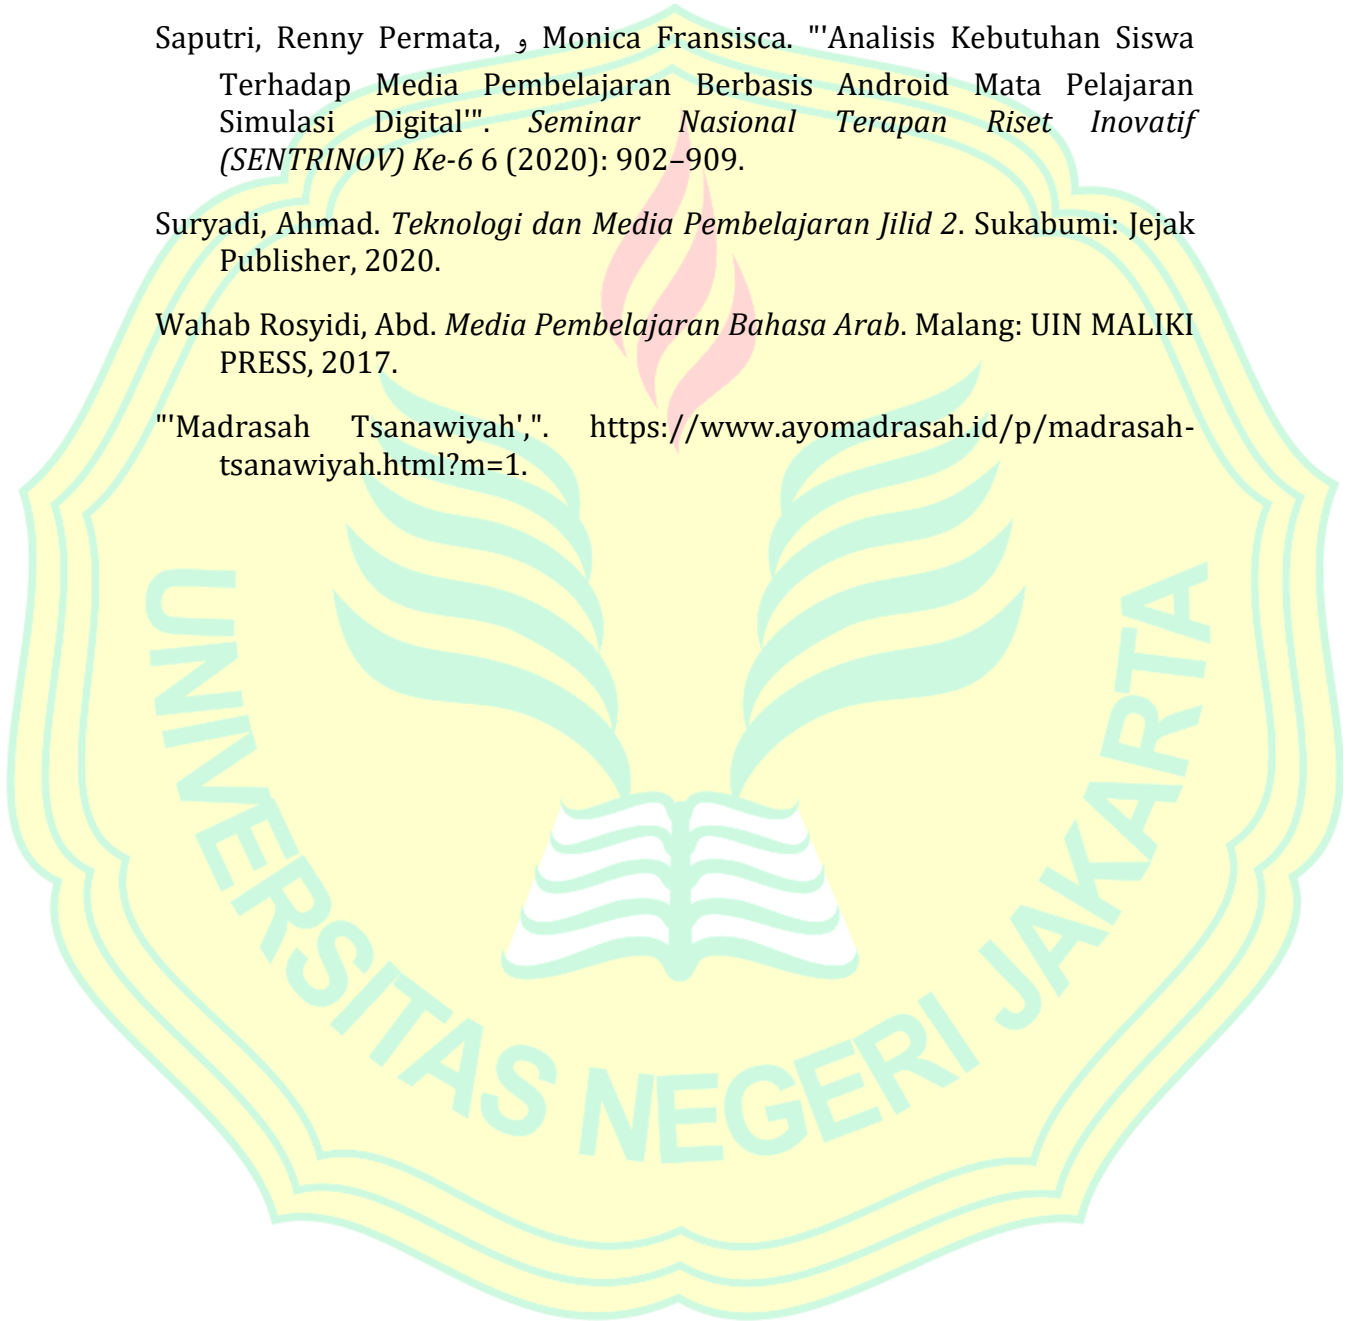 Saputri, Renny Permata, و Monica Fransisca. "'Analisis Kebutuhan Siswa
Terhadap Media Pembelajaran Berbasis Android Mata Pelajaran
Simulasi Digital'". Seminar Nasional Terapan Riset Inovatif
(SENTRINOV) Ke-6 6 (2020): 902–909.
Suryadi, Ahmad. Teknologi dan Media Pembelajaran Jilid 2. Sukabumi: Jejak
Publisher, 2020.
Wahab Rosyidi, Abd. Media Pembelajaran Bahasa Arab. Malang: UIN MALIKI
PRESS, 2017.
"'Madrasah Tsanawiyah',". https://www.ayomadrasah.id/p/madrasah-
tsanawiyah.html?m=1.
UNIVERSITAS NEGERI JAKARTA